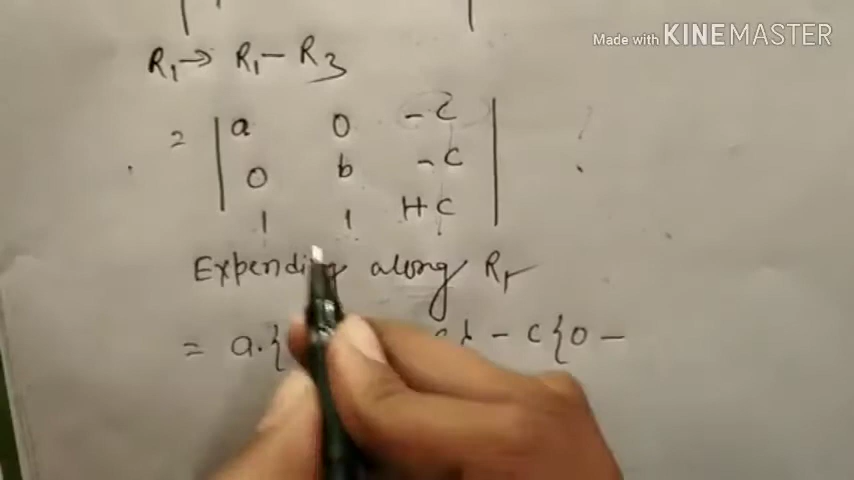 Made with KINEMASTER
R₁→ R₁ – R₃
= | a 0 –c |
| 0 b –c |
| 1 1 1+c |
Expending along R₁
= a.{ c} – c{0 –